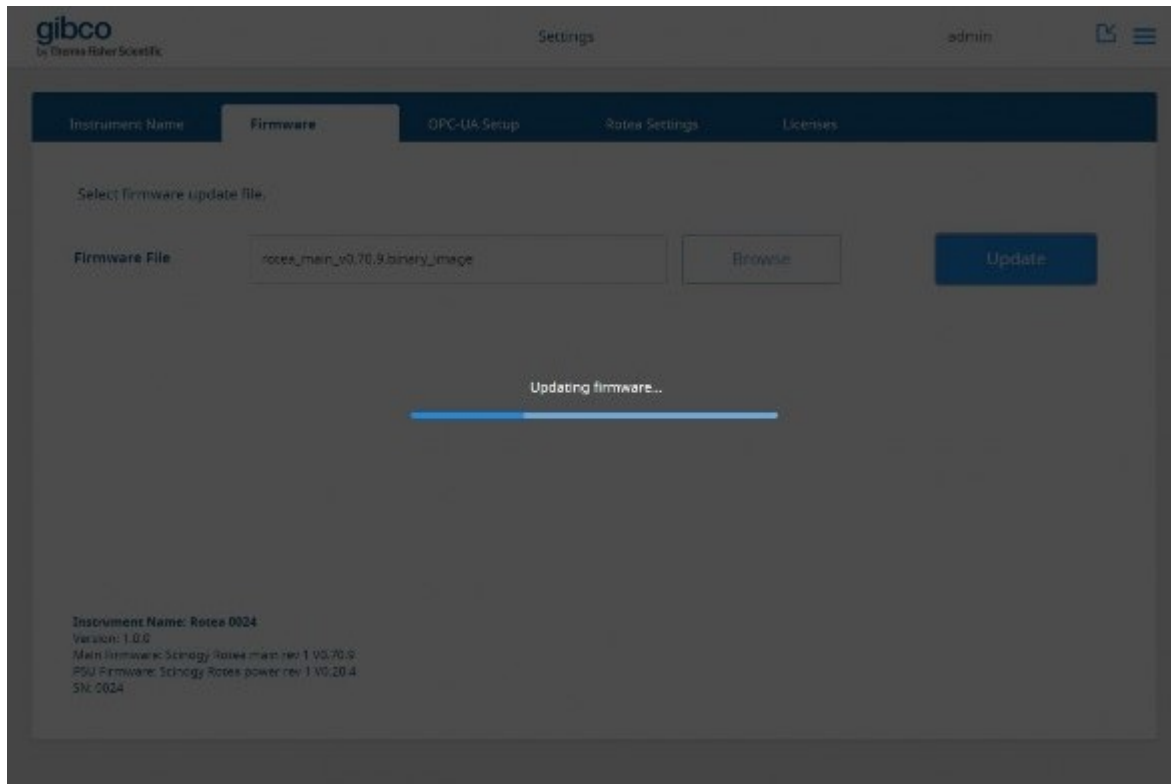 gibco
by Thermo Fisher Scientific
Settings
admin
Instrument Name
Firmware
OPC-UA Setup
Rotea Settings
Licenses
Select firmware update file.
Firmware File
rotea_main_v0.70.9.binary_image
Browse
Update
Updating firmware...
Instrument Name: Rotea 0024
Version: 1.0.0
Main Firmware: Scinogy Rotea main rev 1 V0.70.9
PSU Firmware: Scinogy Rotea power rev 1 V0.20.4
SN: 0024